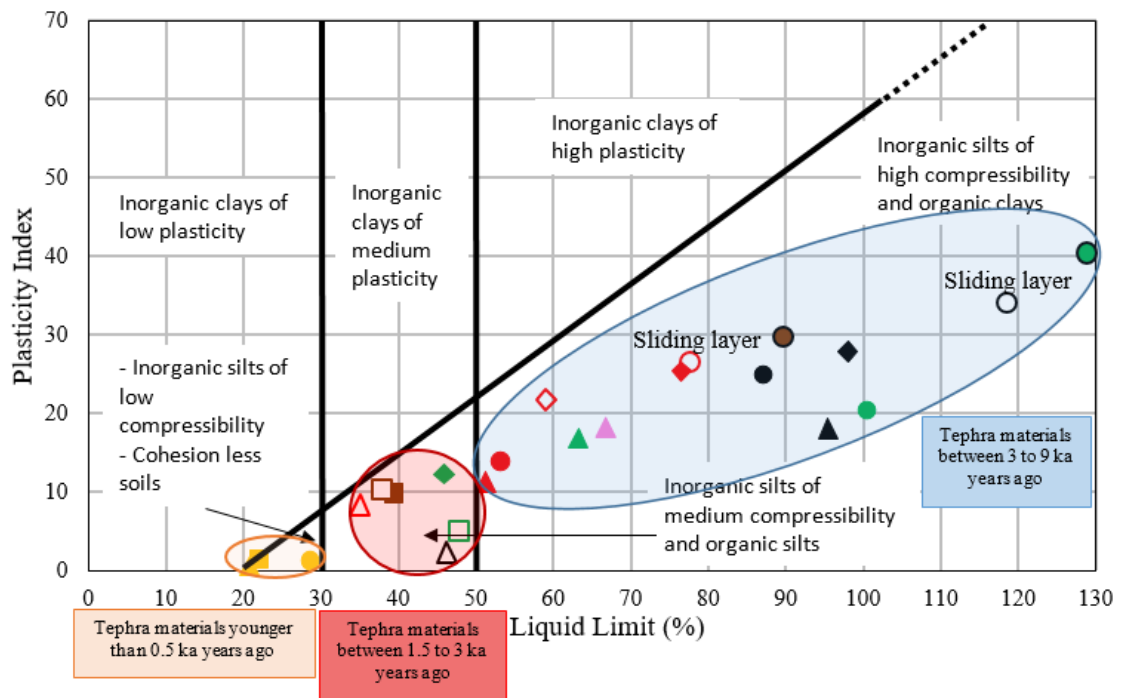 Plasticity Index
70
60
50
40
30
20
10
0
Inorganic clays of
low plasticity
Inorganic
clays of
medium
plasticity
Inorganic clays of
high plasticity
Inorganic silts of
high compressibility
and organic clays
Sliding layer
Sliding layer
- Inorganic silts of
low
compressibility
- Cohesion less
soils
Inorganic silts of
medium compressibility
and organic silts
Tephra materials
between 3 to 9 ka
years ago
0 10 20 30 40 50 60 70 80 90 100 110 120 130
Liquid Limit (%)
Tephra materials younger
than 0.5 ka years ago
Tephra materials
between 1.5 to 3 ka
years ago